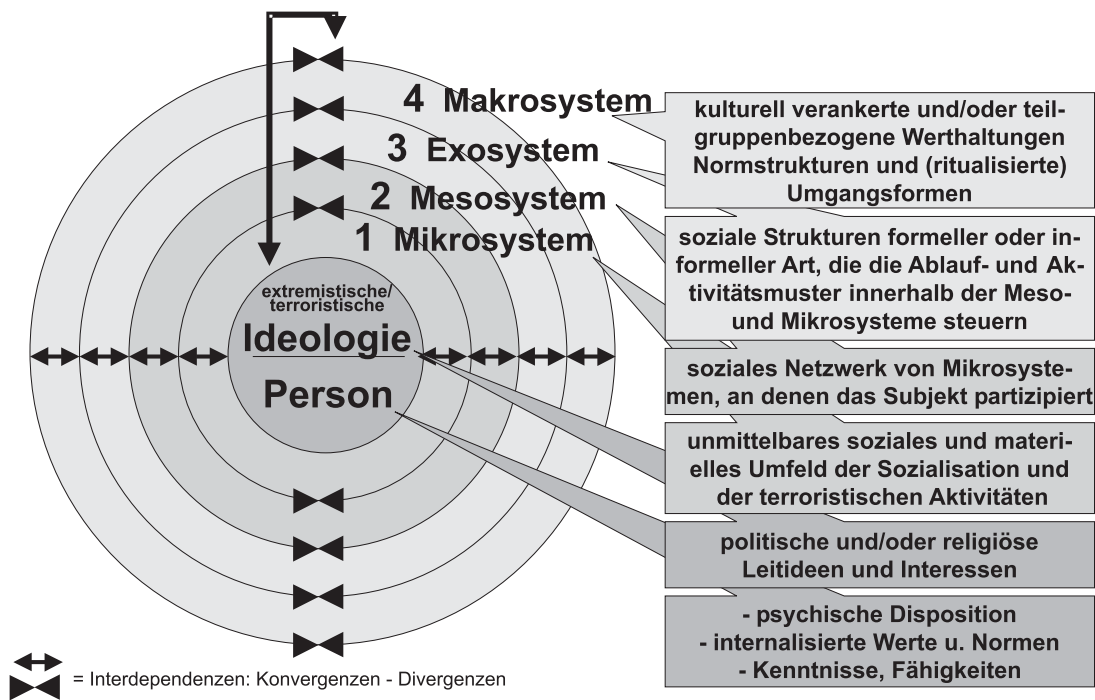 4 Makrosystem
3 Exosystem
2 Mesosystem
1 Mikrosystem
extremistische/
terroristische
Ideologie
Person
kulturell verankerte und/oder teil-
gruppenbezogene Werthaltungen
Normstrukturen und (ritualisierte)
Umgangsformen
soziale Strukturen formeller oder in-
formeller Art, die die Ablauf- und Ak-
tivitätsmuster innerhalb der Meso-
und Mikrosysteme steuern
soziales Netzwerk von Mikrosyste-
men, an denen das Subjekt partizipiert
unmittelbares soziales und materi-
elles Umfeld der Sozialisation und
der terroristischen Aktivitäten
politische und/oder religiöse
Leitideen und Interessen
- psychische Disposition
- internalisierte Werte u. Normen
- Kenntnisse, Fähigkeiten
= Interdependenzen: Konvergenzen - Divergenzen